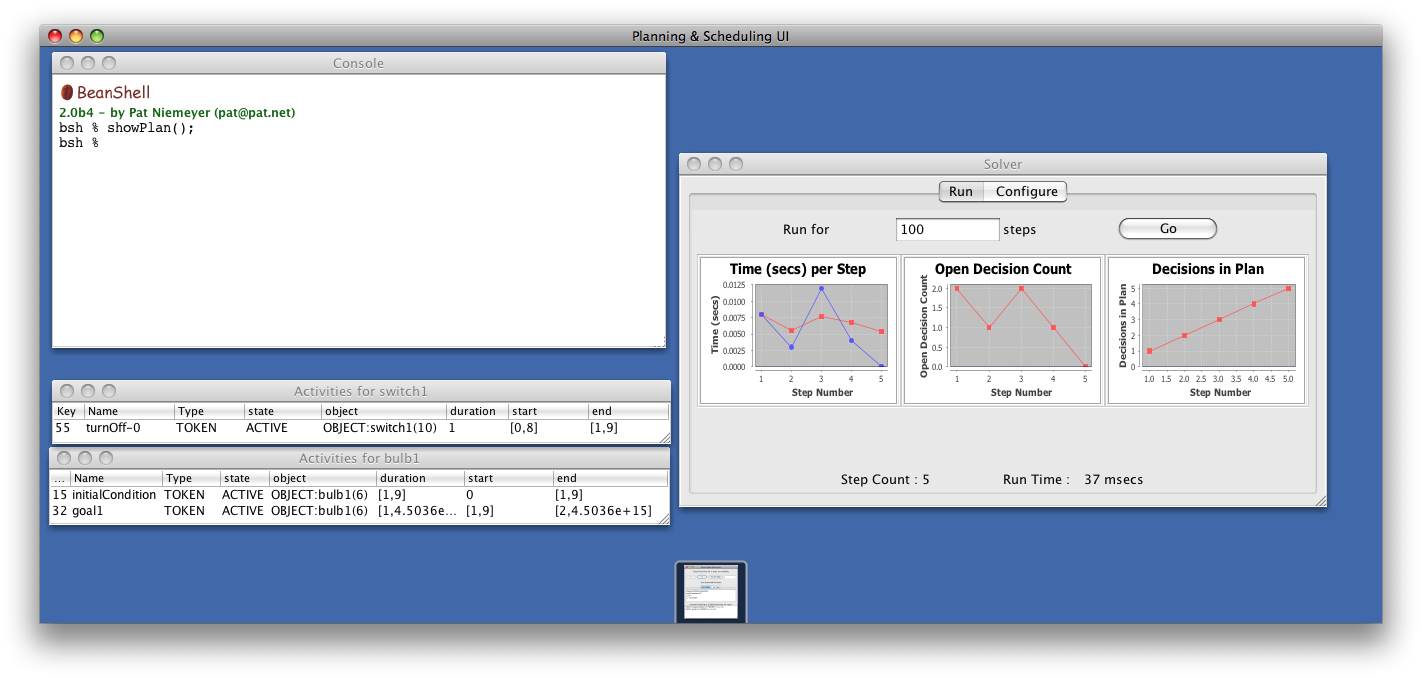 Planning & Scheduling UI
Console
BeanShell
2.0b4 - by Pat Niemeyer (pat@pat.net)
bsh % showPlan();
bsh %
Solver
Run Configure
Run for 100 steps Go
Time (secs) per Step
Time (secs)
0.0125
0.0100
0.0075
0.0050
0.0025
0.0000
1 2 3 4 5
Step Number
Open Decision Count
Open Decision Count
2.0
1.5
1.0
0.5
0.0
1 2 3 4 5
Step Number
Decisions in Plan
Decisions in Plan
5
4
3
2
1
0
1.0 1.5 2.0 2.5 3.0 3.5 4.0 4.5 5.0
Step Number
Step Count : 5 Run Time : 37 msecs
Activities for switch1
Key Name Type state object duration start end
55 turnOff-0 TOKEN ACTIVE OBJECT:switch1(10) 1 [0,8] [1,9]
Activities for bulb1
... Name Type state object duration start end
15 initialCondition TOKEN ACTIVE OBJECT:bulb1(6) [1,9] 0 [1,9]
32 goal1 TOKEN ACTIVE OBJECT:bulb1(6) [1,4.5036e... [1,9] [2,4.5036e+15]